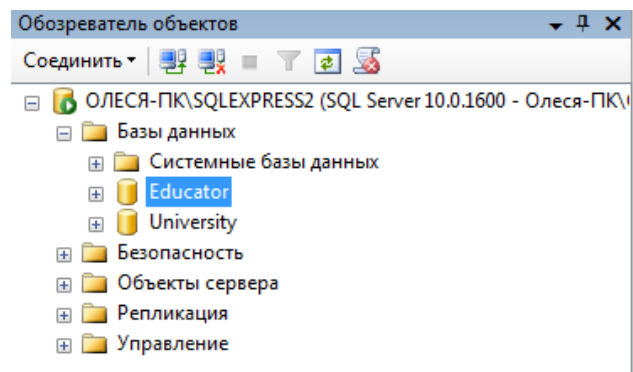 Обозреватель объектов
Соединить
ОЛЕСЯ-ПК\SQLEXPRESS2 (SQL Server 10.0.1600 - Олеся-ПК\
Базы данных
Системные базы данных
Educator
University
Безопасность
Объекты сервера
Репликация
Управление